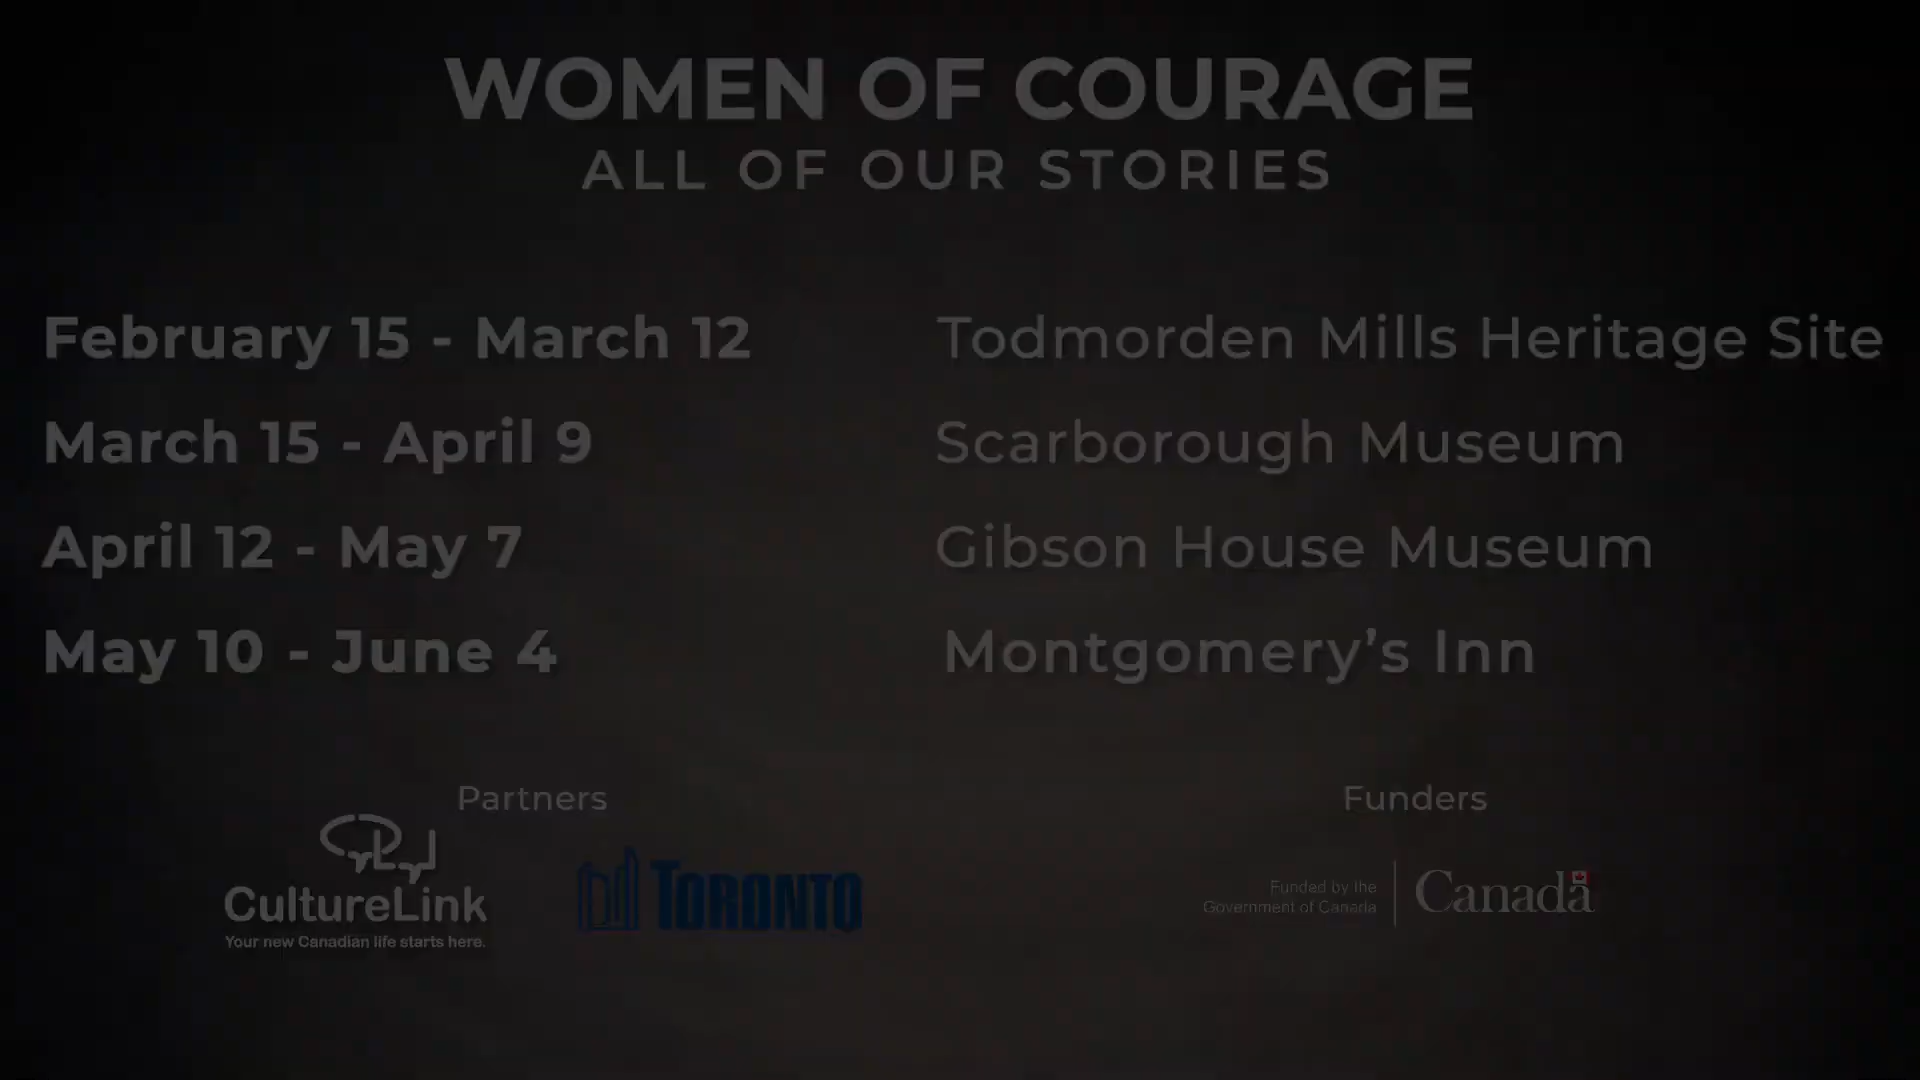 WOMEN OF COURAGE
ALL OF OUR STORIES
February 15 - March 12 Todmorden Mills Heritage Site
March 15 - April 9 Scarborough Museum
April 12 - May 7 Gibson House Museum
May 10 - June 4 Montgomery’s Inn
Partners Funders
CultureLink
Your new Canadian life starts here.
TORONTO
Funded by the
Government of Canada
Canada